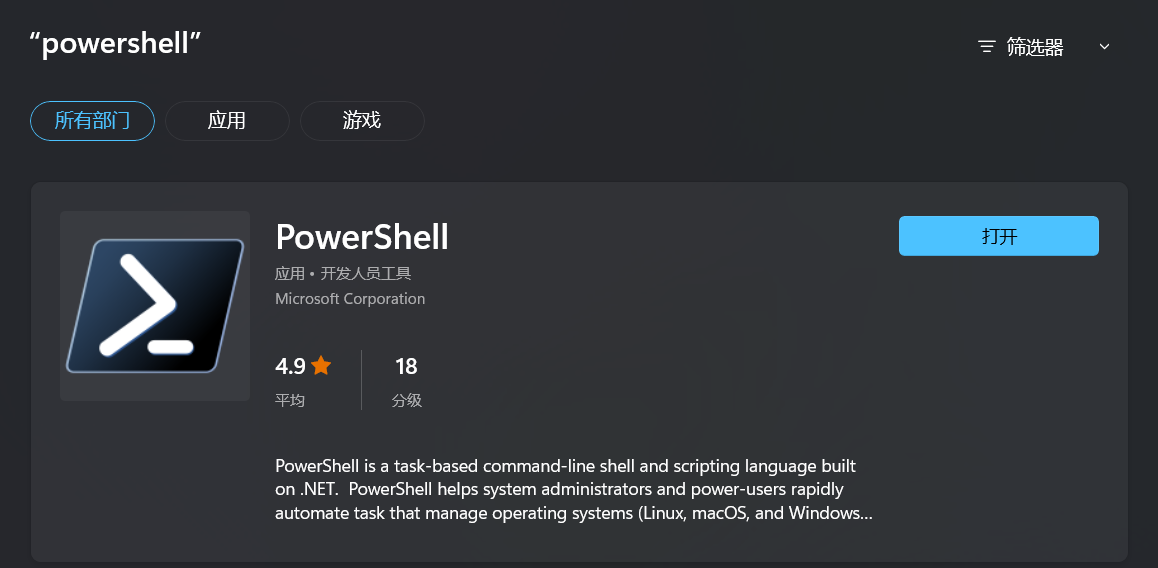 “powershell”
筛选器
所有部门
应用
游戏
PowerShell
打开
应用 • 开发人员工具
Microsoft Corporation
4.9
18
平均
分级
PowerShell is a task-based command-line shell and scripting language built
on .NET.  PowerShell helps system administrators and power-users rapidly
automate task that manage operating systems (Linux, macOS, and Windows...